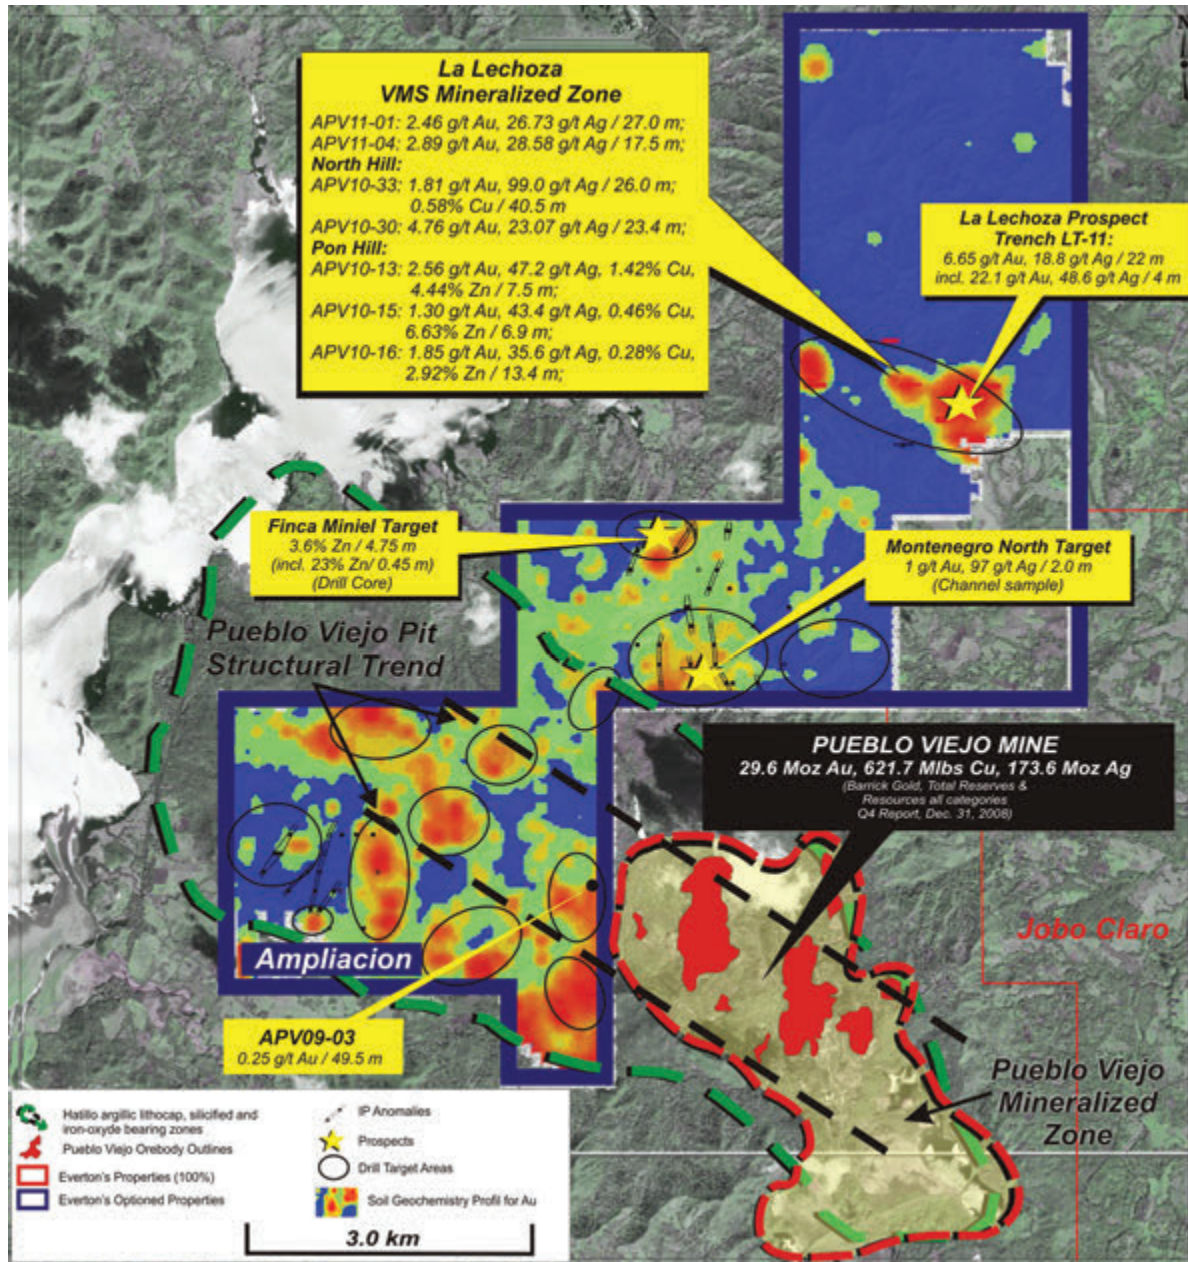 N
La Lechoza
VMS Mineralized Zone
APV11-01: 2.46 g/t Au, 26.73 g/t Ag / 27.0 m;
APV11-04: 2.89 g/t Au, 28.58 g/t Ag / 17.5 m;
North Hill:
APV10-33: 1.81 g/t Au, 99.0 g/t Ag / 26.0 m;
0.58% Cu / 40.5 m
APV10-30: 4.76 g/t Au, 23.07 g/t Ag / 23.4 m;
Pon Hill:
APV10-13: 2.56 g/t Au, 47.2 g/t Ag, 1.42% Cu,
4.44% Zn / 7.5 m;
APV10-15: 1.30 g/t Au, 43.4 g/t Ag, 0.46% Cu,
6.63% Zn / 6.9 m;
APV10-16: 1.85 g/t Au, 35.6 g/t Ag, 0.28% Cu,
2.92% Zn / 13.4 m;
La Lechoza Prospect
Trench LT-11:
6.65 g/t Au, 18.8 g/t Ag / 22 m
incl. 22.1 g/t Au, 48.6 g/t Ag / 4 m
Finca Miniel Target
3.6% Zn / 4.75 m
(incl. 23% Zn/ 0.45 m)
(Drill Core)
Montenegro North Target
1 g/t Au, 97 g/t Ag / 2.0 m
(Channel sample)
Pueblo Viejo Pit
Structural Trend
PUEBLO VIEJO MINE
29.6 Moz Au, 621.7 Mlbs Cu, 173.6 Moz Ag
(Barrick Gold, Total Reserves &
Resources all categories
Q4 Report, Dec. 31, 2008)
Jobo Claro
Ampliacion
APV09-03
0.25 g/t Au / 49.5 m
Pueblo Viejo
Mineralized
Zone
Hatillo argillic lithocap, silicified and
iron-oxyde bearing zones
Pueblo Viejo Orebody Outlines
Everton's Properties (100%)
Everton's Optioned Properties
IP Anomalies
Prospects
Drill Target Areas
Soil Geochemistry Profil for Au
3.0 km